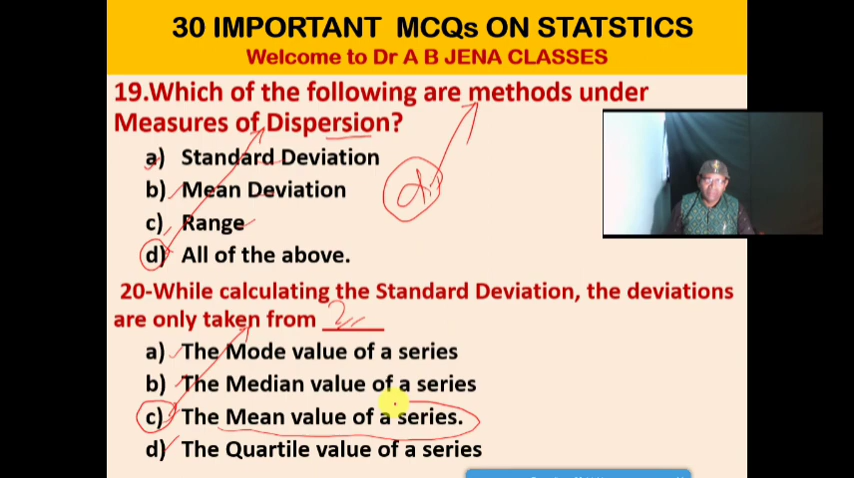 30 IMPORTANT MCQs ON STATSTICS
Welcome to Dr A B JENA CLASSES
19.Which of the following are methods under
Measures of Dispersion?
a) Standard Deviation
b) Mean Deviation
c) Range
d) All of the above.
20-While calculating the Standard Deviation, the deviations
are only taken from ______
a) The Mode value of a series
b) The Median value of a series
c) The Mean value of a series.
d) The Quartile value of a series